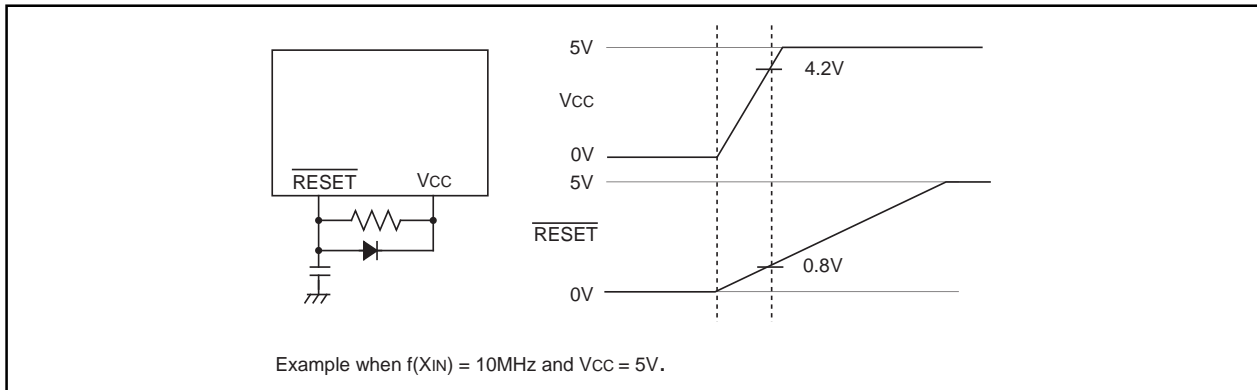 RESET VCC
5V
4.2V
VCC
0V
5V
RESET
0.8V
0V
Example when f(XIN) = 10MHz and VCC = 5V.